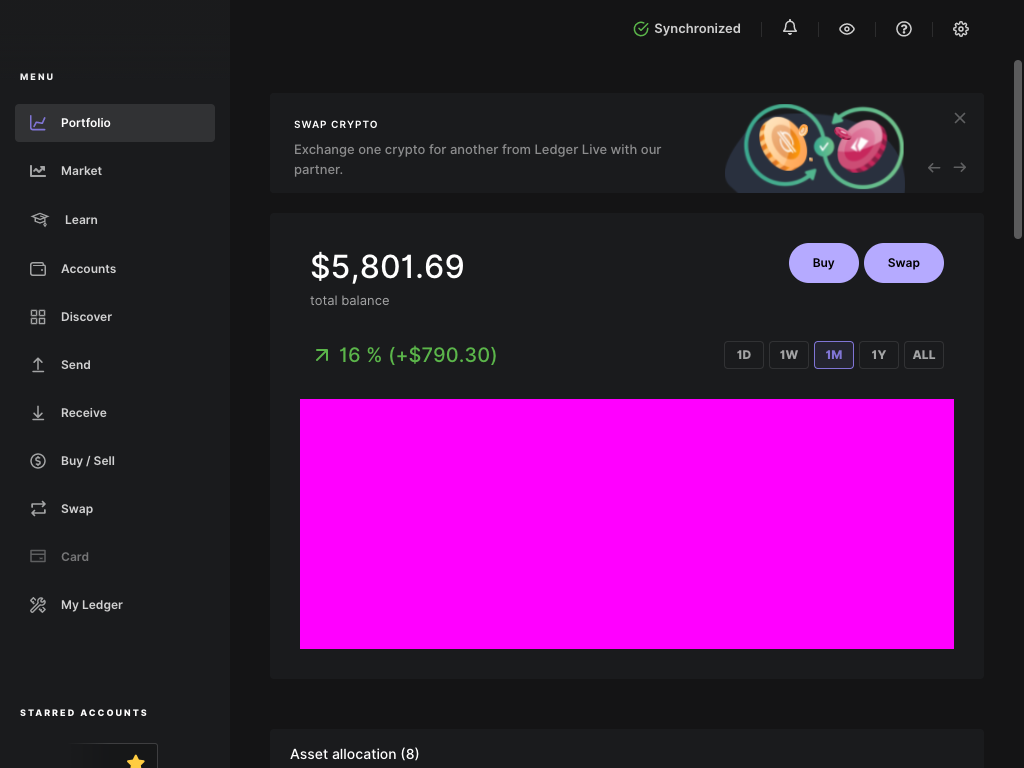 Synchronized
MENU
Portfolio
Market
Learn
Accounts
Discover
Send
Receive
Buy / Sell
Swap
Card
My Ledger
STARRED ACCOUNTS
SWAP CRYPTO
Exchange one crypto for another from Ledger Live with our
partner.
$5,801.69
total balance
Buy
Swap
16 % (+$790.30)
1D
1W
1M
1Y
ALL
Asset allocation (8)